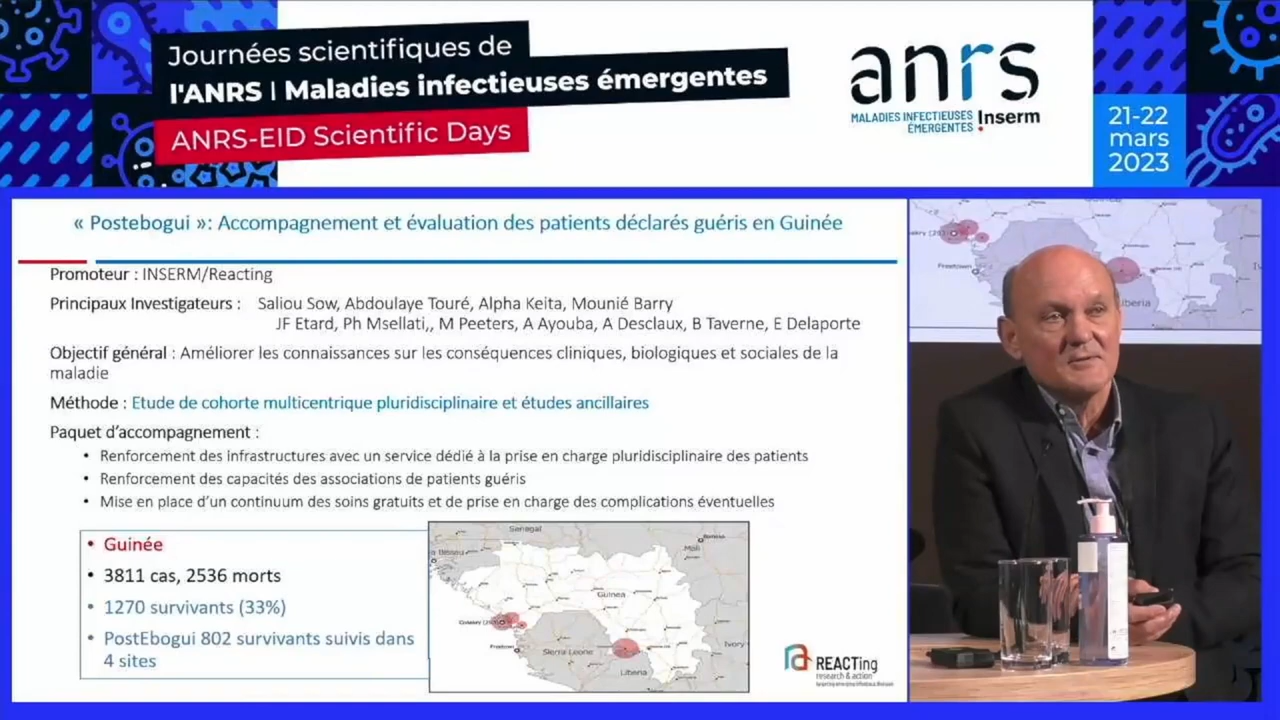 Journées scientifiques de
l'ANRS | Maladies infectieuses émergentes
ANRS-EID Scientific Days
anrs
MALADIES INFECTIEUSES
ÉMERGENTES Inserm
21-22
mars
2023
« Postebogui »: Accompagnement et évaluation des patients déclarés guéris en Guinée
Promoteur : INSERM/Reacting
Principaux Investigateurs : Saliou Sow, Abdoulaye Touré, Alpha Keita, Mounié Barry
JF Etard, Ph Msellati,, M Peeters, A Ayouba, A Desclaux, B Taverne, E Delaporte
Objectif général : Améliorer les connaissances sur les conséquences cliniques, biologiques et sociales de la
maladie
Méthode : Etude de cohorte multicentrique pluridisciplinaire et études ancillaires
Paquet d'accompagnement :
• Renforcement des infrastructures avec un service dédié à la prise en charge pluridisciplinaire des patients
• Renforcement des capacités des associations de patients guéris
• Mise en place d'un continuum des soins gratuits et de prise en charge des complications éventuelles
• Guinée
• 3811 cas, 2536 morts
• 1270 survivants (33%)
• PostEbogui 802 survivants suivis dans
4 sites
Senegal
Bissau
Mali
Bamako
Guinea
Conakry
Freetown
Sierra Leone
Liberia
Ivory
REACTing
research & action
Freetown
Liberia